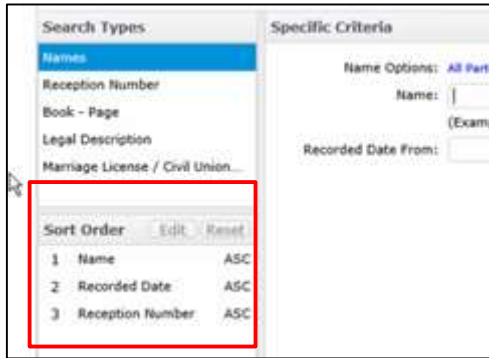 Search Types
Names
Reception Number
Book - Page
Legal Description
Marriage License / Civil Union...
Sort Order Edit Reset
1 Name ASC
2 Recorded Date ASC
3 Reception Number ASC
Specific Criteria
Name Options: All Part
Name:
(Examp
Recorded Date From: